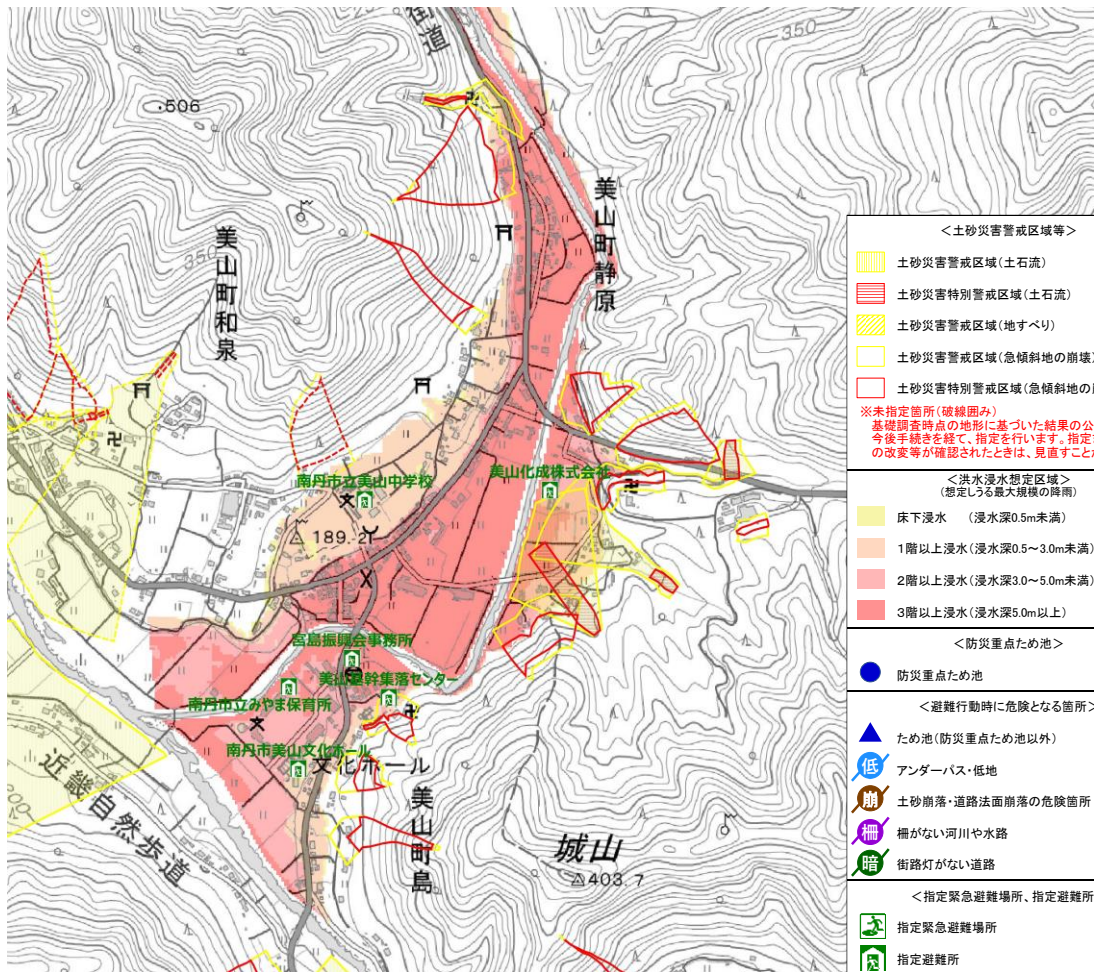 街道
350
・506
美山町静原
美山町和泉
350
南丹市立美山中学校
美山化成株式会社
189.2
宮島振興会事務所
美山基幹集落センター
南丹市立みやま保育所
南丹市美山文化ホール
文化ホール
近畿自然歩道
美山町島
城山
403.7
200
＜土砂災害警戒区域等＞
土砂災害警戒区域(土石流)
土砂災害特別警戒区域(土石流)
土砂災害警戒区域(地すべり)
土砂災害警戒区域(急傾斜地の崩壊)
土砂災害特別警戒区域(急傾斜地の
※未指定箇所(破線囲み)
基礎調査時点の地形に基づいた結果の公
今後手続きを経て、指定を行います。指定
の改変等が確認されたときは、見直すこと
＜洪水浸水想定区域＞
(想定しうる最大規模の降雨)
床下浸水　(浸水深0.5m未満)
1階以上浸水(浸水深0.5～3.0m未満)
2階以上浸水(浸水深3.0～5.0m未満)
3階以上浸水(浸水深5.0m以上)
＜防災重点ため池＞
防災重点ため池
＜避難行動時に危険となる箇所＞
ため池(防災重点ため池以外)
低
アンダーパス・低地
崩
土砂崩落・道路法面崩落の危険箇所
柵
柵がない河川や水路
暗
街路灯がない道路
＜指定緊急避難場所、指定避難所
指定緊急避難場所
指定避難所